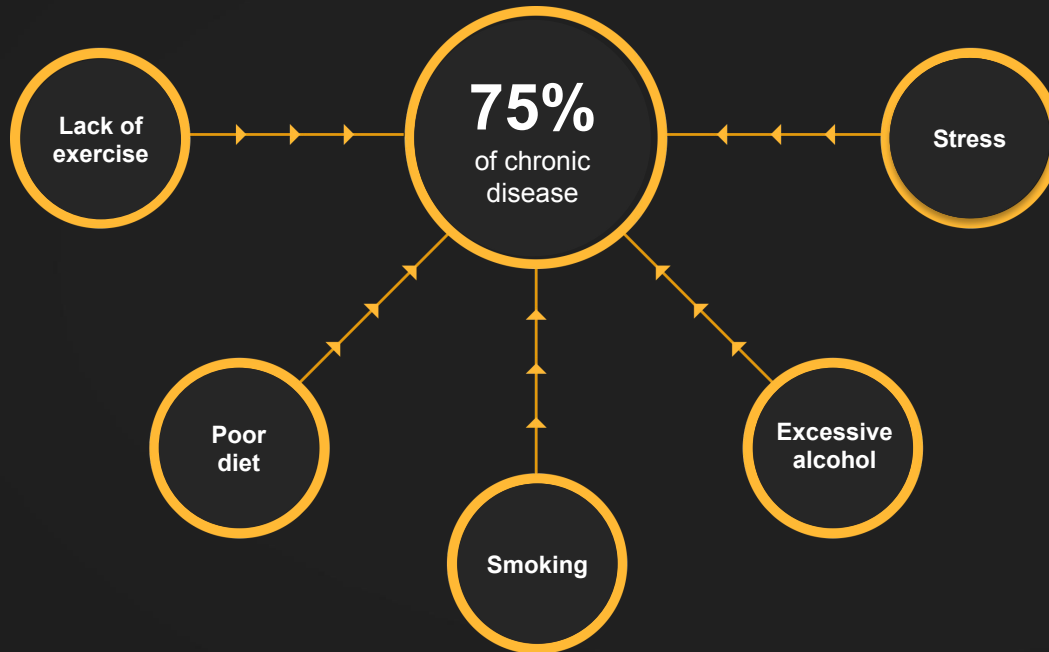 Lack of
exercise
75%
of chronic
disease
Stress
Poor
diet
Excessive
alcohol
Smoking